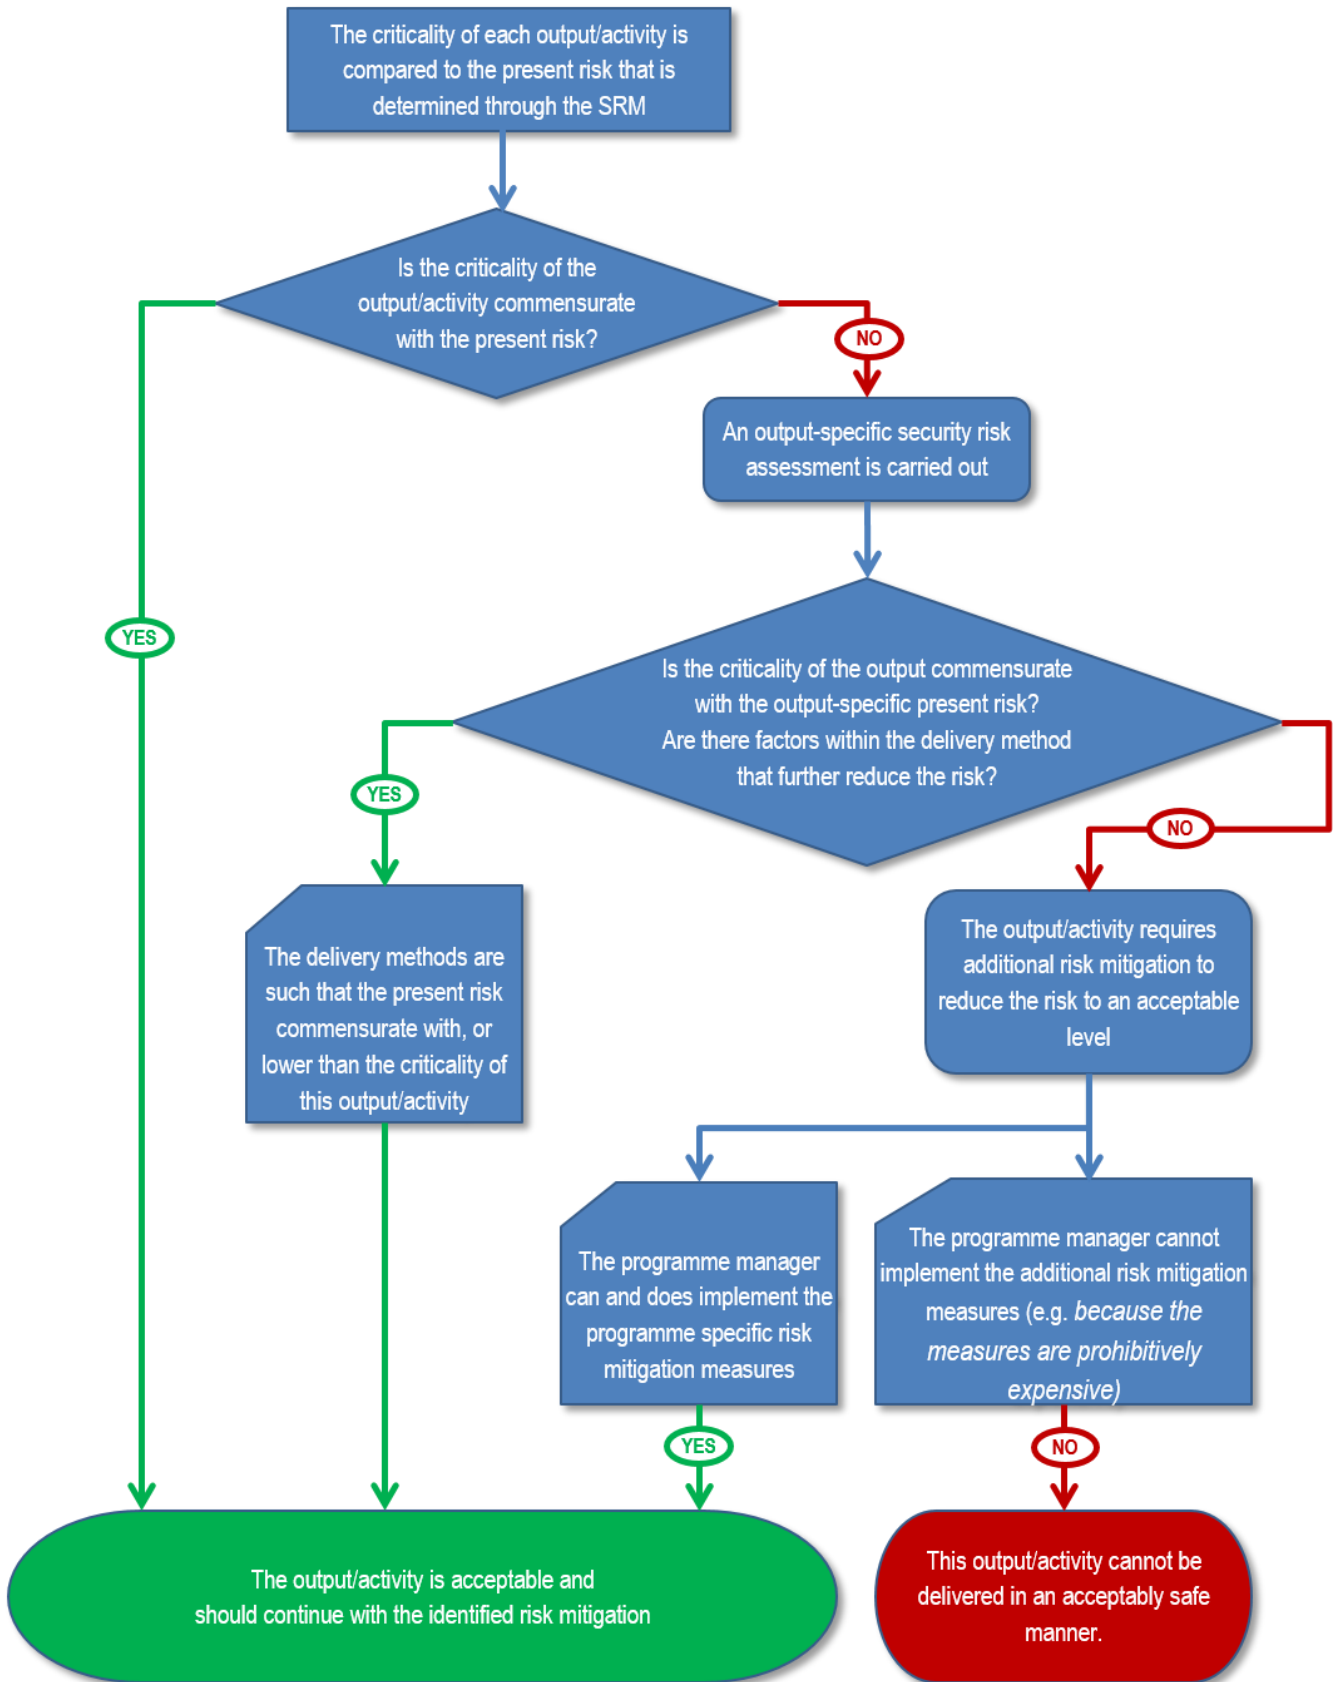 The criticality of each output/activity is
compared to the present risk that is
determined through the SRM
Is the criticality of the
output/activity commensurate
with the present risk?
NO
An output-specific security risk
assessment is carried out
YES
Is the criticality of the output commensurate
with the output-specific present risk?
Are there factors within the delivery method
that further reduce the risk?
YES
NO
The delivery methods are
such that the present risk
commensurate with, or
lower than the criticality of
this output/activity
The output/activity requires
additional risk mitigation to
reduce the risk to an acceptable
level
The programme manager
can and does implement the
programme specific risk
mitigation measures
The programme manager cannot
implement the additional risk mitigation
measures (e.g. because the
measures are prohibitively
expensive)
YES
NO
The output/activity is acceptable and
should continue with the identified risk mitigation
This output/activity cannot be
delivered in an acceptably safe
manner.